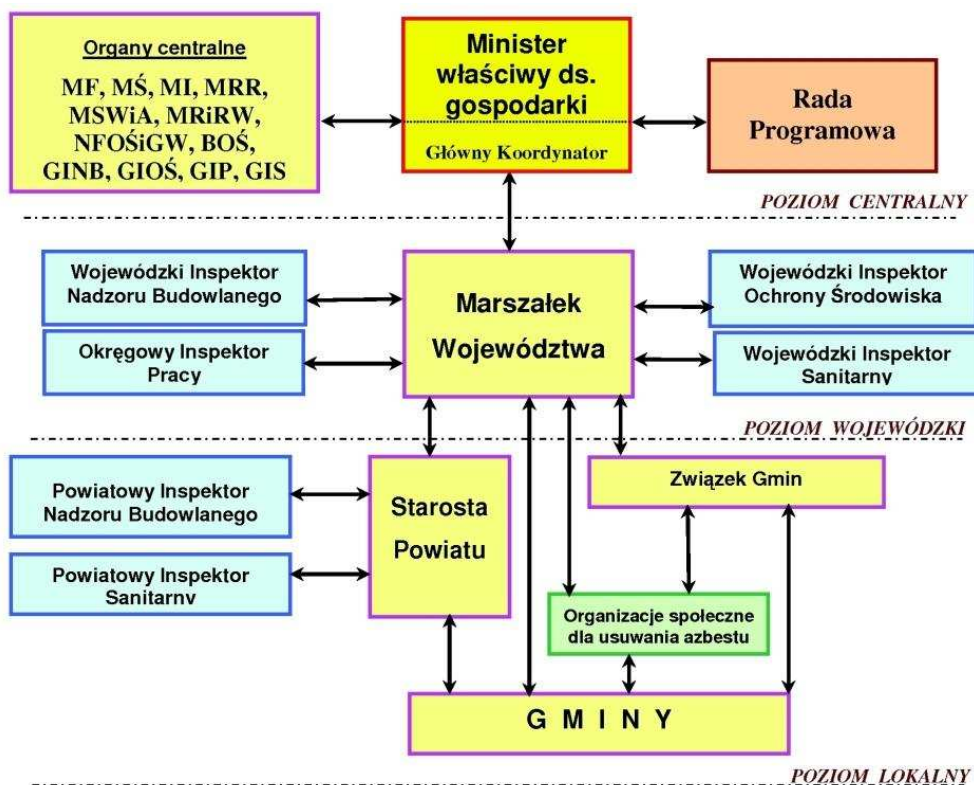 Organy centralne
MF, MŚ, MI, MRR,
MSWiA, MRiRW,
NFOŚiGW, BOŚ,
GINB, GIOŚ, GIP, GIS
Minister
właściwy ds.
gospodarki
Główny Koordynator
Rada
Programowa
POZIOM CENTRALNY
Wojewódzki Inspektor
Nadzoru Budowlanego
Okręgowy Inspektor
Pracy
Marszałek
Województwa
Wojewódzki Inspektor
Ochrony Środowiska
Wojewódzki Inspektor
Sanitarny
POZIOM WOJEWÓDZKI
Powiatowy Inspektor
Nadzoru Budowlanego
Powiatowy Inspektor
Sanitarny
Starosta
Powiatu
Związek Gmin
Organizacje społeczne
dla usuwania azbestu
G M I N Y
POZIOM LOKALNY